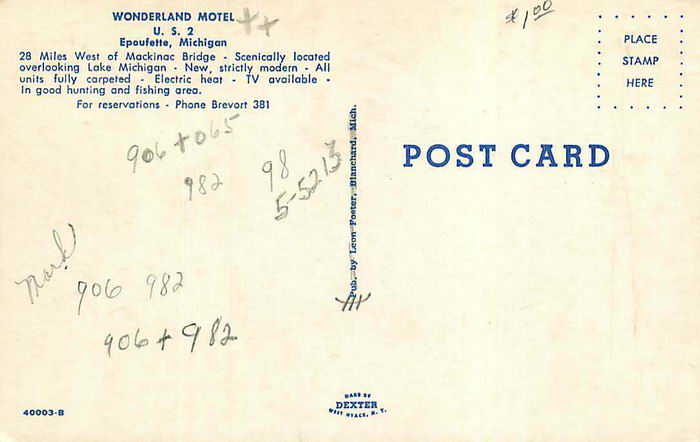 WONDERLAND MOTEL
U. S. 2
Epoufette, Michigan
28 Miles West of Mackinac Bridge - Scenically located
overlooking Lake Michigan - New, strictly modern - All
units fully carpeted - Electric heat - TV available -
In good hunting and fishing area.
For reservations - Phone Brevort 381
$1.00
PLACE
STAMP
HERE
POST CARD
Pub. by Leon Foster, Blanchard, Mich.
906+065
982
98
5-5213
Mark
906 982
906+982
40003-B
MADE BY
DEXTER
WEST NYACK, N. Y.